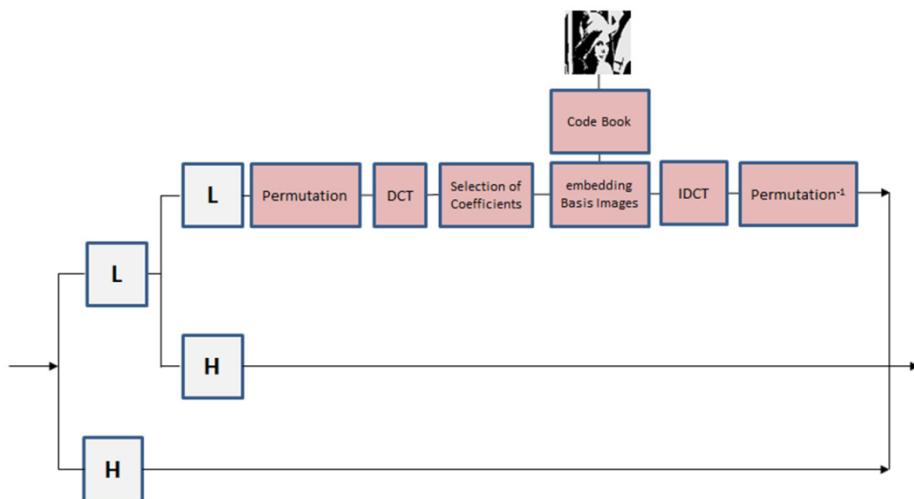 Code Book
L
Permutation
DCT
Selection of
Coefficients
embedding
Basis Images
IDCT
Permutation⁻¹
L
H
H